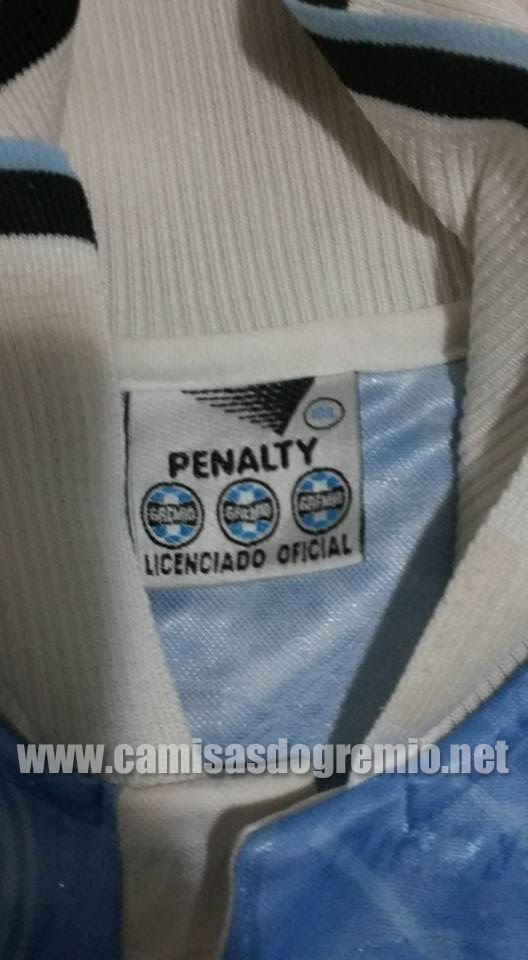 PENALTY
GRÊMIO GRÊMIO GRÊMIO
LICENCIADO OFICIAL
www.camisasdogremio.net